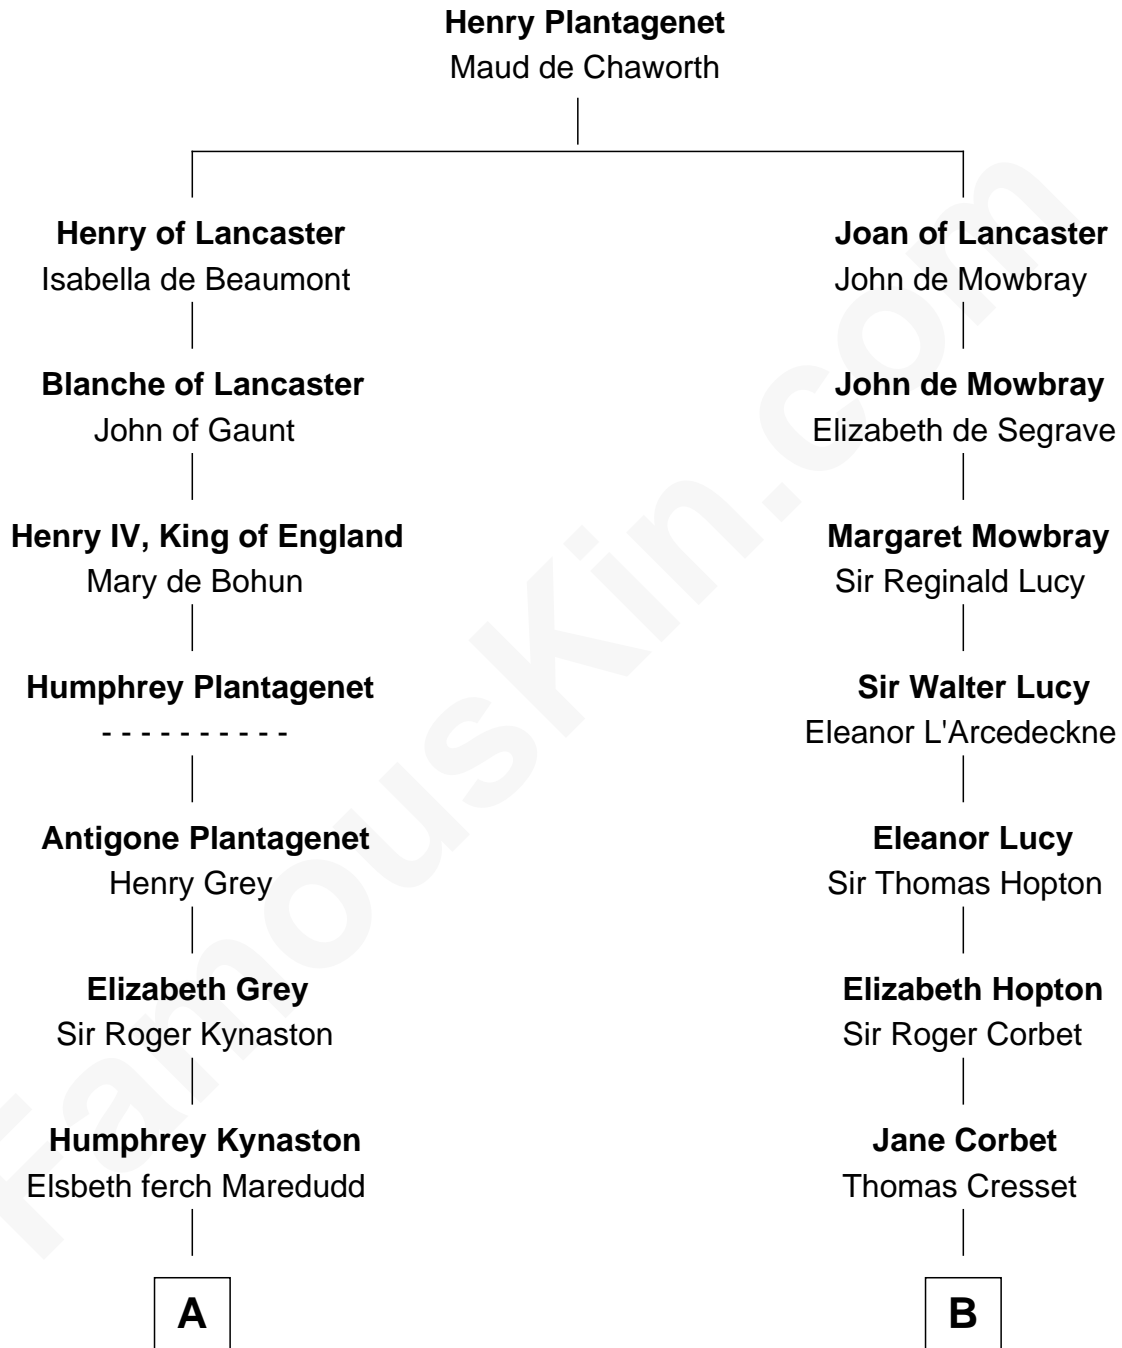 Henry Plantagenet
Maud de Chaworth
Henry of Lancaster
Isabella de Beaumont
Blanche of Lancaster
John of Gaunt
Henry IV, King of England
Mary de Bohun
Humphrey Plantagenet
- - - - - - - - - -
Antigone Plantagenet
Henry Grey
Elizabeth Grey
Sir Roger Kynaston
Humphrey Kynaston
Elsbeth ferch Maredudd
A
Joan of Lancaster
John de Mowbray
John de Mowbray
Elizabeth de Segrave
Margaret Mowbray
Sir Reginald Lucy
Sir Walter Lucy
Eleanor L'Arcedeckne
Eleanor Lucy
Sir Thomas Hopton
Elizabeth Hopton
Sir Roger Corbet
Jane Corbet
Thomas Cresset
B
FamousKin.com